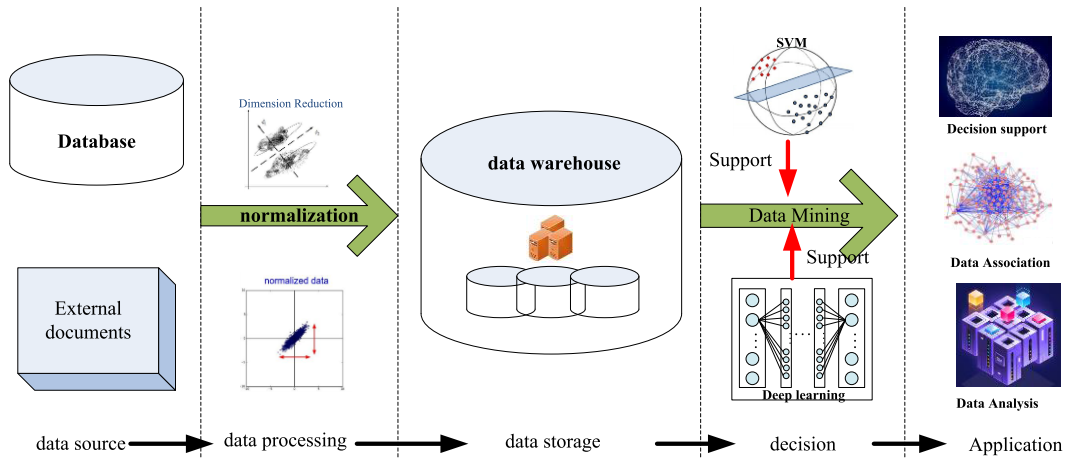 Database
External
documents
Dimension Reduction
normalization
normalized data
data warehouse
SVM
Support
Data Mining
Support
Deep learning
Decision support
Data Association
Data Analysis
data source
data processing
data storage
decision
Application